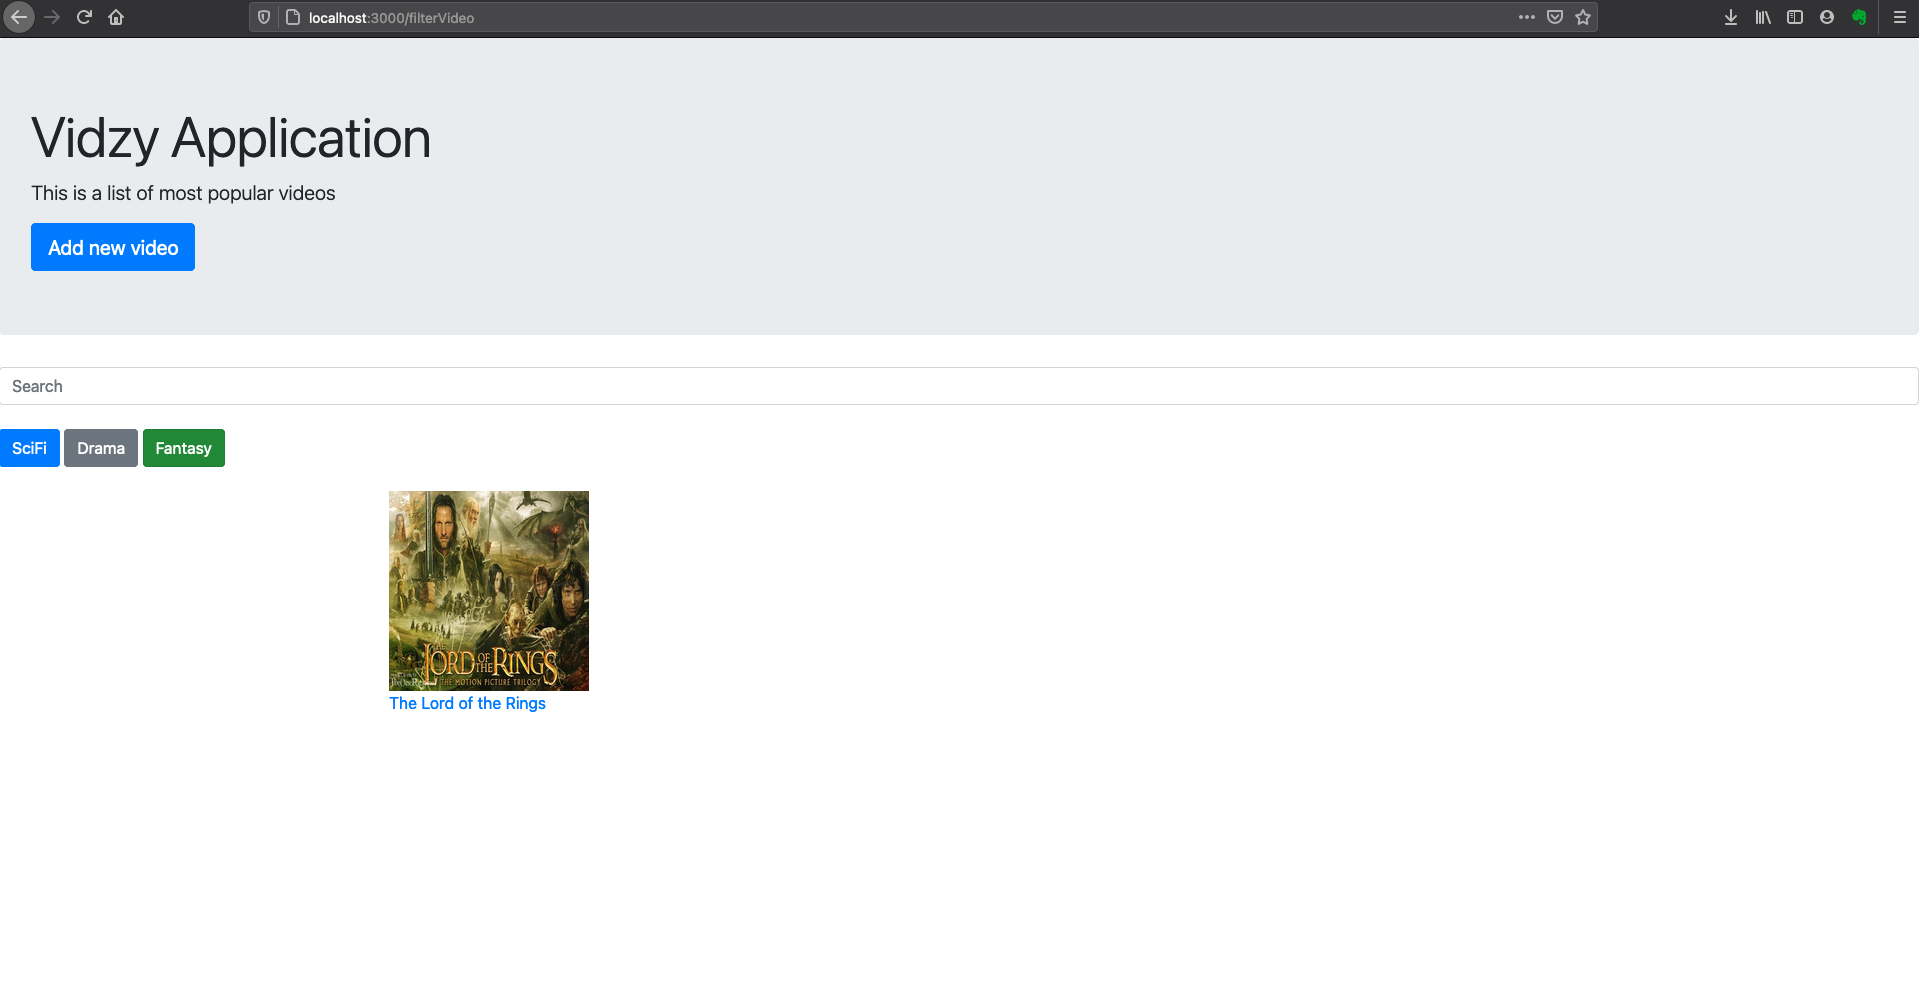 localhost:3000/filterVideo
Vidzy Application
This is a list of most popular videos
Add new video
Search
SciFi Drama Fantasy
THE
LORD OF THE RINGS
THE MOTION PICTURE TRILOGY
The Lord of the Rings